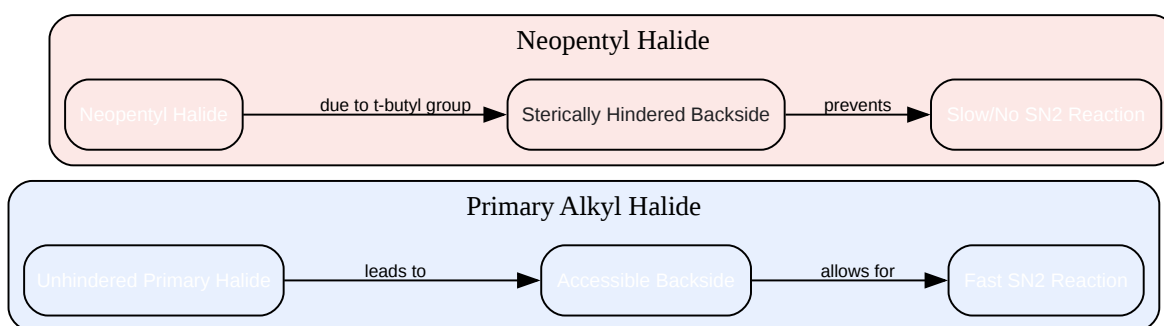 Neopentyl Halide
Neopentyl Halide
due to t-butyl group
Sterically Hindered Backside
prevents
Slow/No SN2 Reaction
Primary Alkyl Halide
Unhindered Primary Halide
leads to
Accessible Backside
allows for
Fast SN2 Reaction